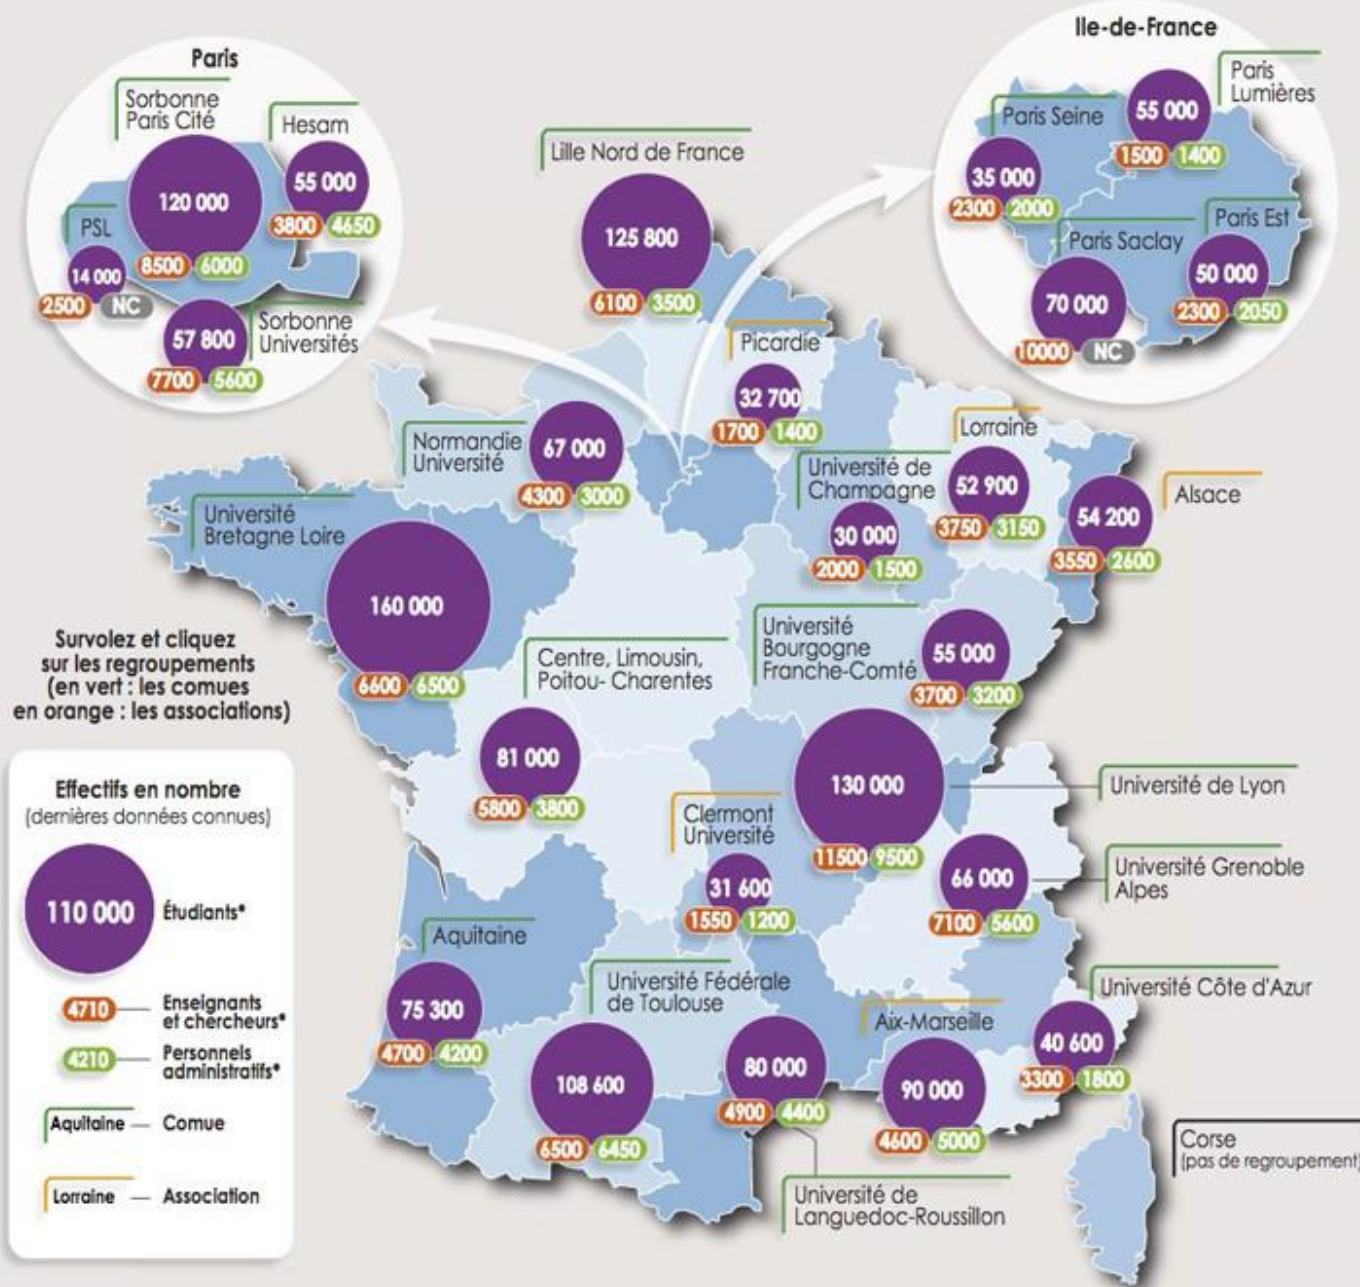 Paris
Sorbonne
Paris Cité
Hesam
55 000
3800 4650
120 000
8500 6000
PSL
14 000
2500 NC
57 800
7700 5600
Sorbonne
Universités
Ile-de-France
Paris
Lumières
55 000
1500 1400
Paris Seine
35 000
2300 2000
Paris Est
50 000
2300 2050
Paris Saclay
70 000
10000 NC
Lille Nord de France
125 800
6100 3500
Picardie
32 700
1700 1400
Normandie
Université
67 000
4300 3000
Lorraine
52 900
3750 3150
Université de
Champagne
30 000
2000 1500
Alsace
54 200
3550 2600
Université
Bretagne Loire
160 000
6600 6500
Centre, Limousin,
Poitou- Charentes
81 000
5800 3800
Université
Bourgogne
Franche-Comté
55 000
3700 3200
130 000
11500 9500
Université de Lyon
Clermont
Université
31 600
1550 1200
66 000
7100 5600
Université Grenoble
Alpes
Aquitaine
75 300
4700 4200
Université Fédérale
de Toulouse
108 600
6500 6450
80 000
4900 4400
Université de
Languedoc-Roussillon
Aix-Marseille
90 000
4600 5000
Université Côte d'Azur
40 600
3300 1800
Corse
(pas de regroupement)
Survolez et cliquez
sur les regroupements
(en vert : les comues
en orange : les associations)
Effectifs en nombre
(dernières données connues)
110 000 Étudiants*
4710 Enseignants
et chercheurs*
4210 Personnels
administratifs*
Aquitaine — Comue
Lorraine — Association